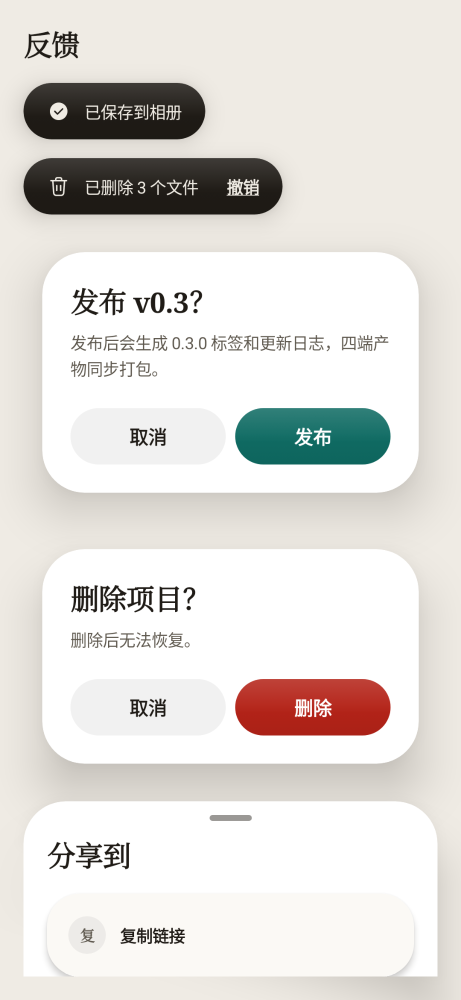 反馈
已保存到相册
已删除 3 个文件 撤销
发布 v0.3？
发布后会生成 0.3.0 标签和更新日志，四端产
物同步打包。
取消 发布
删除项目？
删除后无法恢复。
取消 删除
分享到
复 复制链接